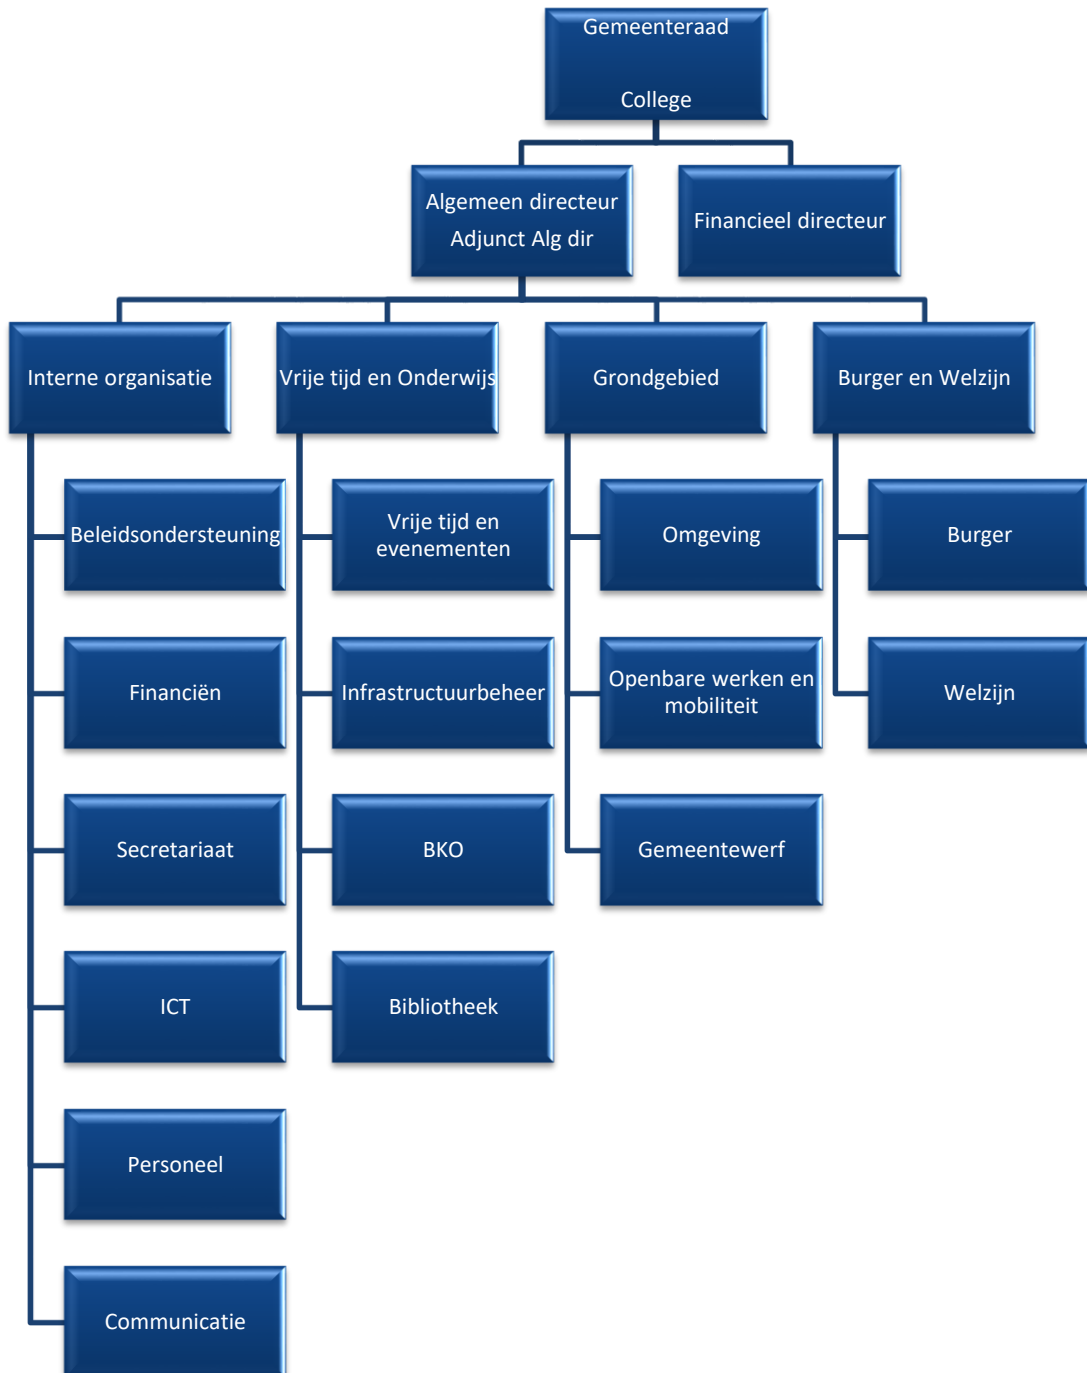 Gemeenteraad
College
Algemeen directeur
Adjunct Alg dir
Financieel directeur
Interne organisatie
Vrije tijd en Onderwijs
Grondgebied
Burger en Welzijn
Beleidsondersteuning
Vrije tijd en
evenementen
Omgeving
Burger
Financiën
Infrastructuurbeheer
Openbare werken en
mobiliteit
Welzijn
Secretariaat
BKO
Gemeentewerf
ICT
Bibliotheek
Personeel
Communicatie